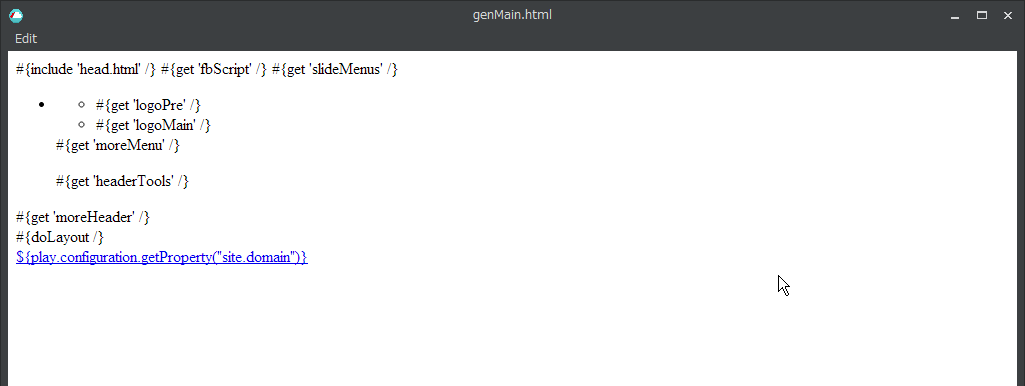 genMain.html
Edit
#{include 'head.html' /} #{get 'fbScript' /} #{get 'slideMenus' /}
#{get 'logoPre' /}
#{get 'logoMain' /}
#{get 'moreMenu' /}
#{get 'headerTools' /}
#{get 'moreHeader' /}
#{doLayout /}
${play.configuration.getProperty("site.domain")}